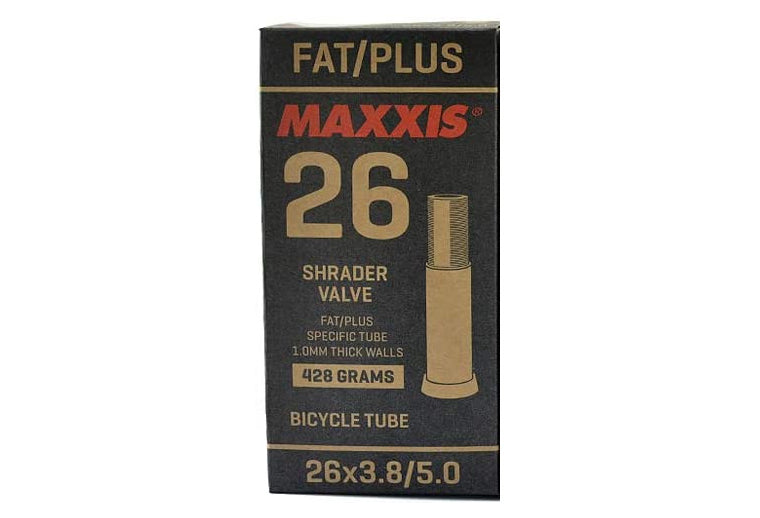 FAT/PLUS
MAXXIS®
26
SHRADER
VALVE
FAT/PLUS
SPECIFIC TUBE
1.0MM THICK WALLS
428 GRAMS
BICYCLE TUBE
26x3.8/5.0